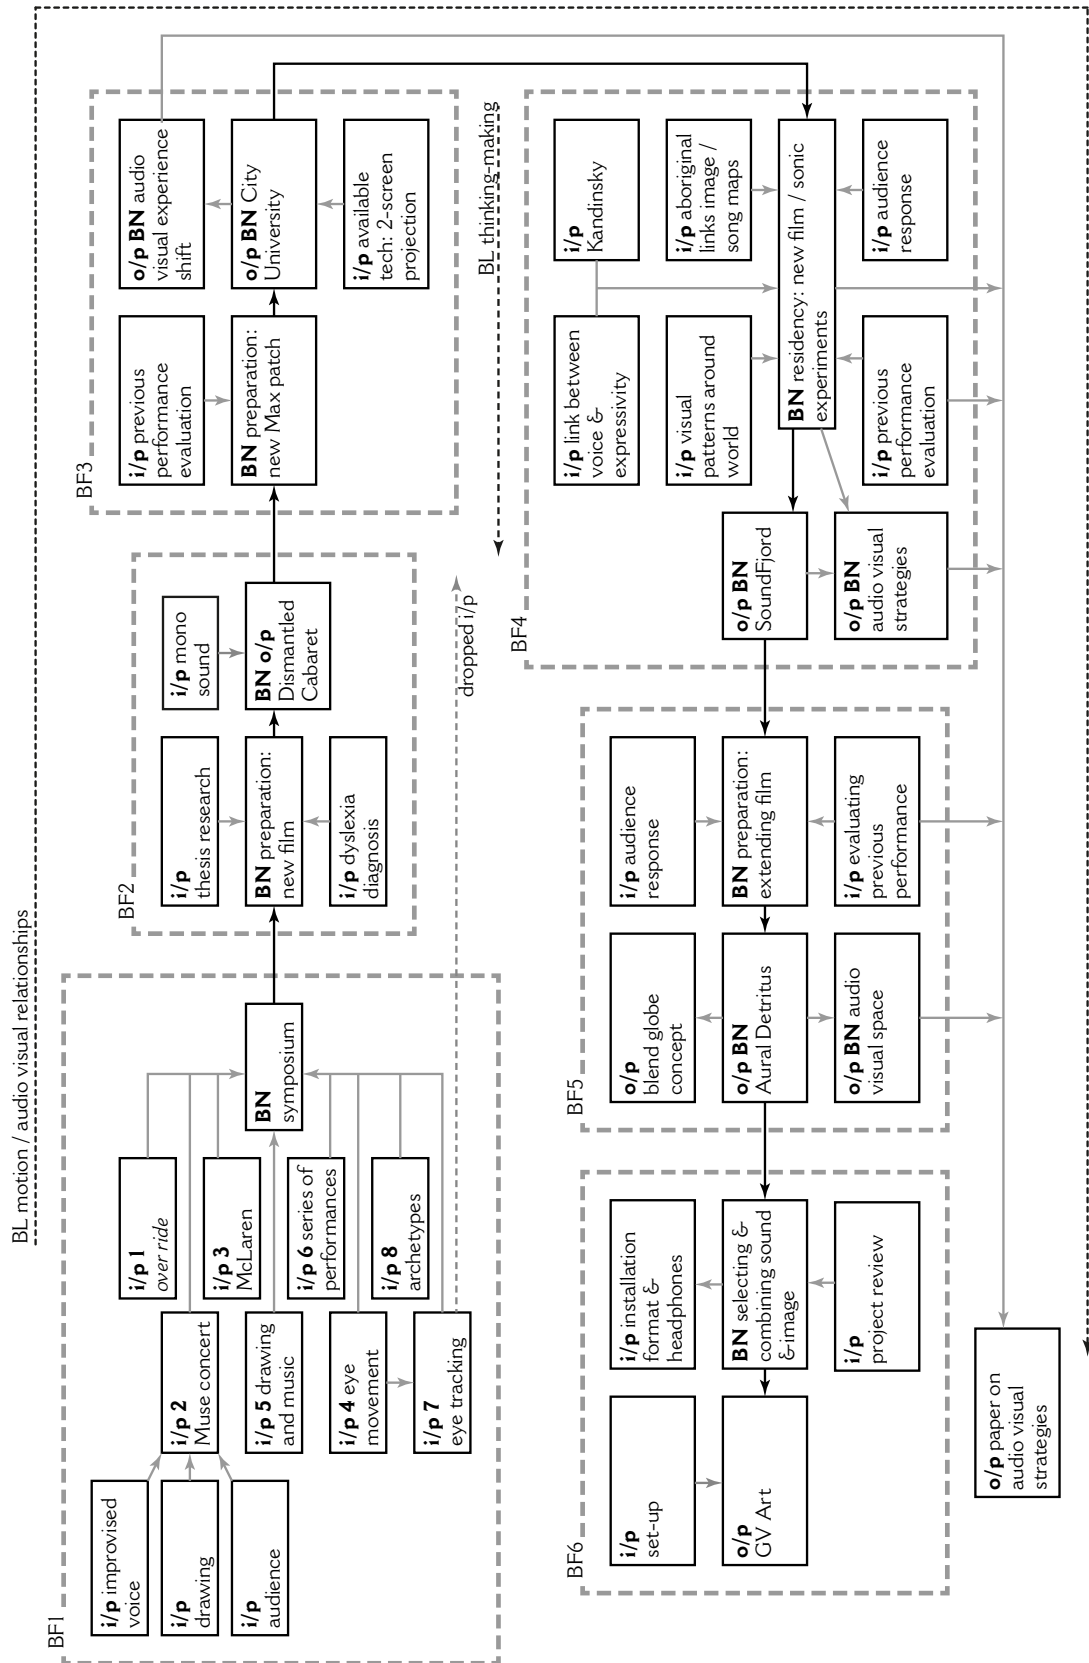 BL motion / audio visual relationships
BF1
i/p improvised
voice
i/p
drawing
i/p
audience
i/p 2
Muse concert
i/p 5 drawing
and music
i/p 4 eye
movement
i/p 7
eye tracking
i/p 1
over ride
i/p 3
McLaren
i/p 6 series of
performances
i/p 8
archetypes
BN
symposium
dropped i/p
BF2
i/p
thesis research
BN preparation:
new film
i/p dyslexia
diagnosis
i/p mono
sound
BN o/p
Dismantled
Cabaret
BF3
i/p previous
performance
evaluation
BN preparation:
new Max patch
o/p BN audio
visual experience
shift
o/p BN City
University
i/p available
tech: 2-screen
projection
BL thinking-making
BF4
i/p link between
voice &
expressivity
i/p
Kandinsky
i/p visual
patterns around
world
i/p aboriginal
links image /
song maps
BN residency: new film / sonic
experiments
i/p previous
performance
evaluation
i/p audience
response
o/p BN
SoundFjord
o/p BN
audio visual
strategies
BF5
i/p audience
response
BN preparation:
extending film
i/p evaluating
previous
performance
o/p
blend globe
concept
o/p BN
Aural Detritus
o/p BN audio
visual space
BF6
i/p installation
format &
headphones
BN selecting &
combining sound
&image
i/p
project review
i/p
set-up
o/p
GV Art
o/p paper on
audio visual
strategies